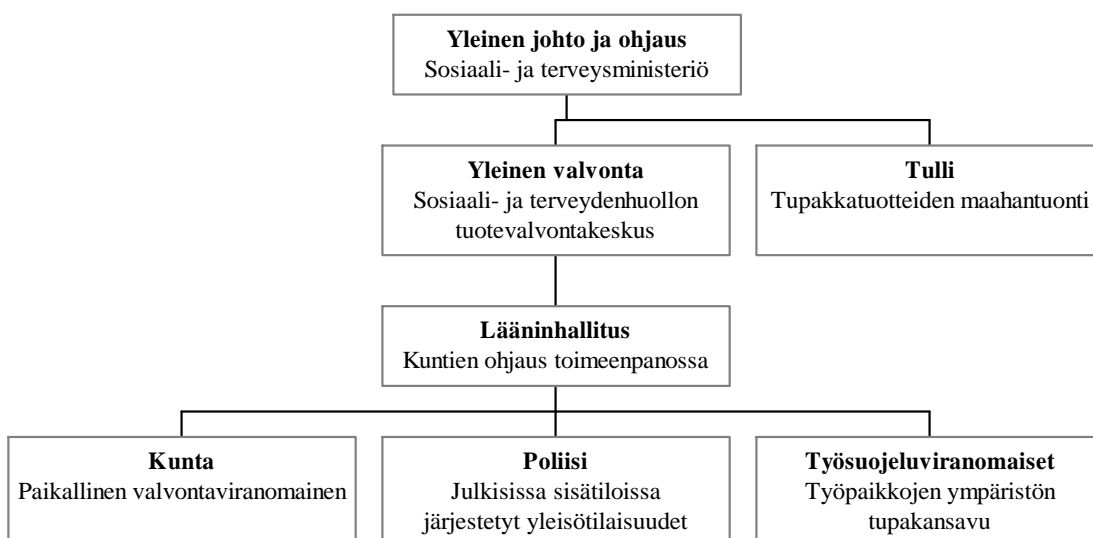 Yleinen johto ja ohjaus
Sosiaali- ja terveysministeriö
Yleinen valvonta
Sosiaali- ja terveydenhuollon
tuotevalvontakeskus
Tulli
Tupakkatuotteiden maahantuonti
Lääninhallitus
Kuntien ohjaus toimeenpanossa
Kunta
Paikallinen valvontaviranomainen
Poliisi
Julkisissa sisätiloissa
järjestetyt yleisötilaisuudet
Työsuojeluviranomaiset
Työpaikkojen ympäristön
tupakansavu